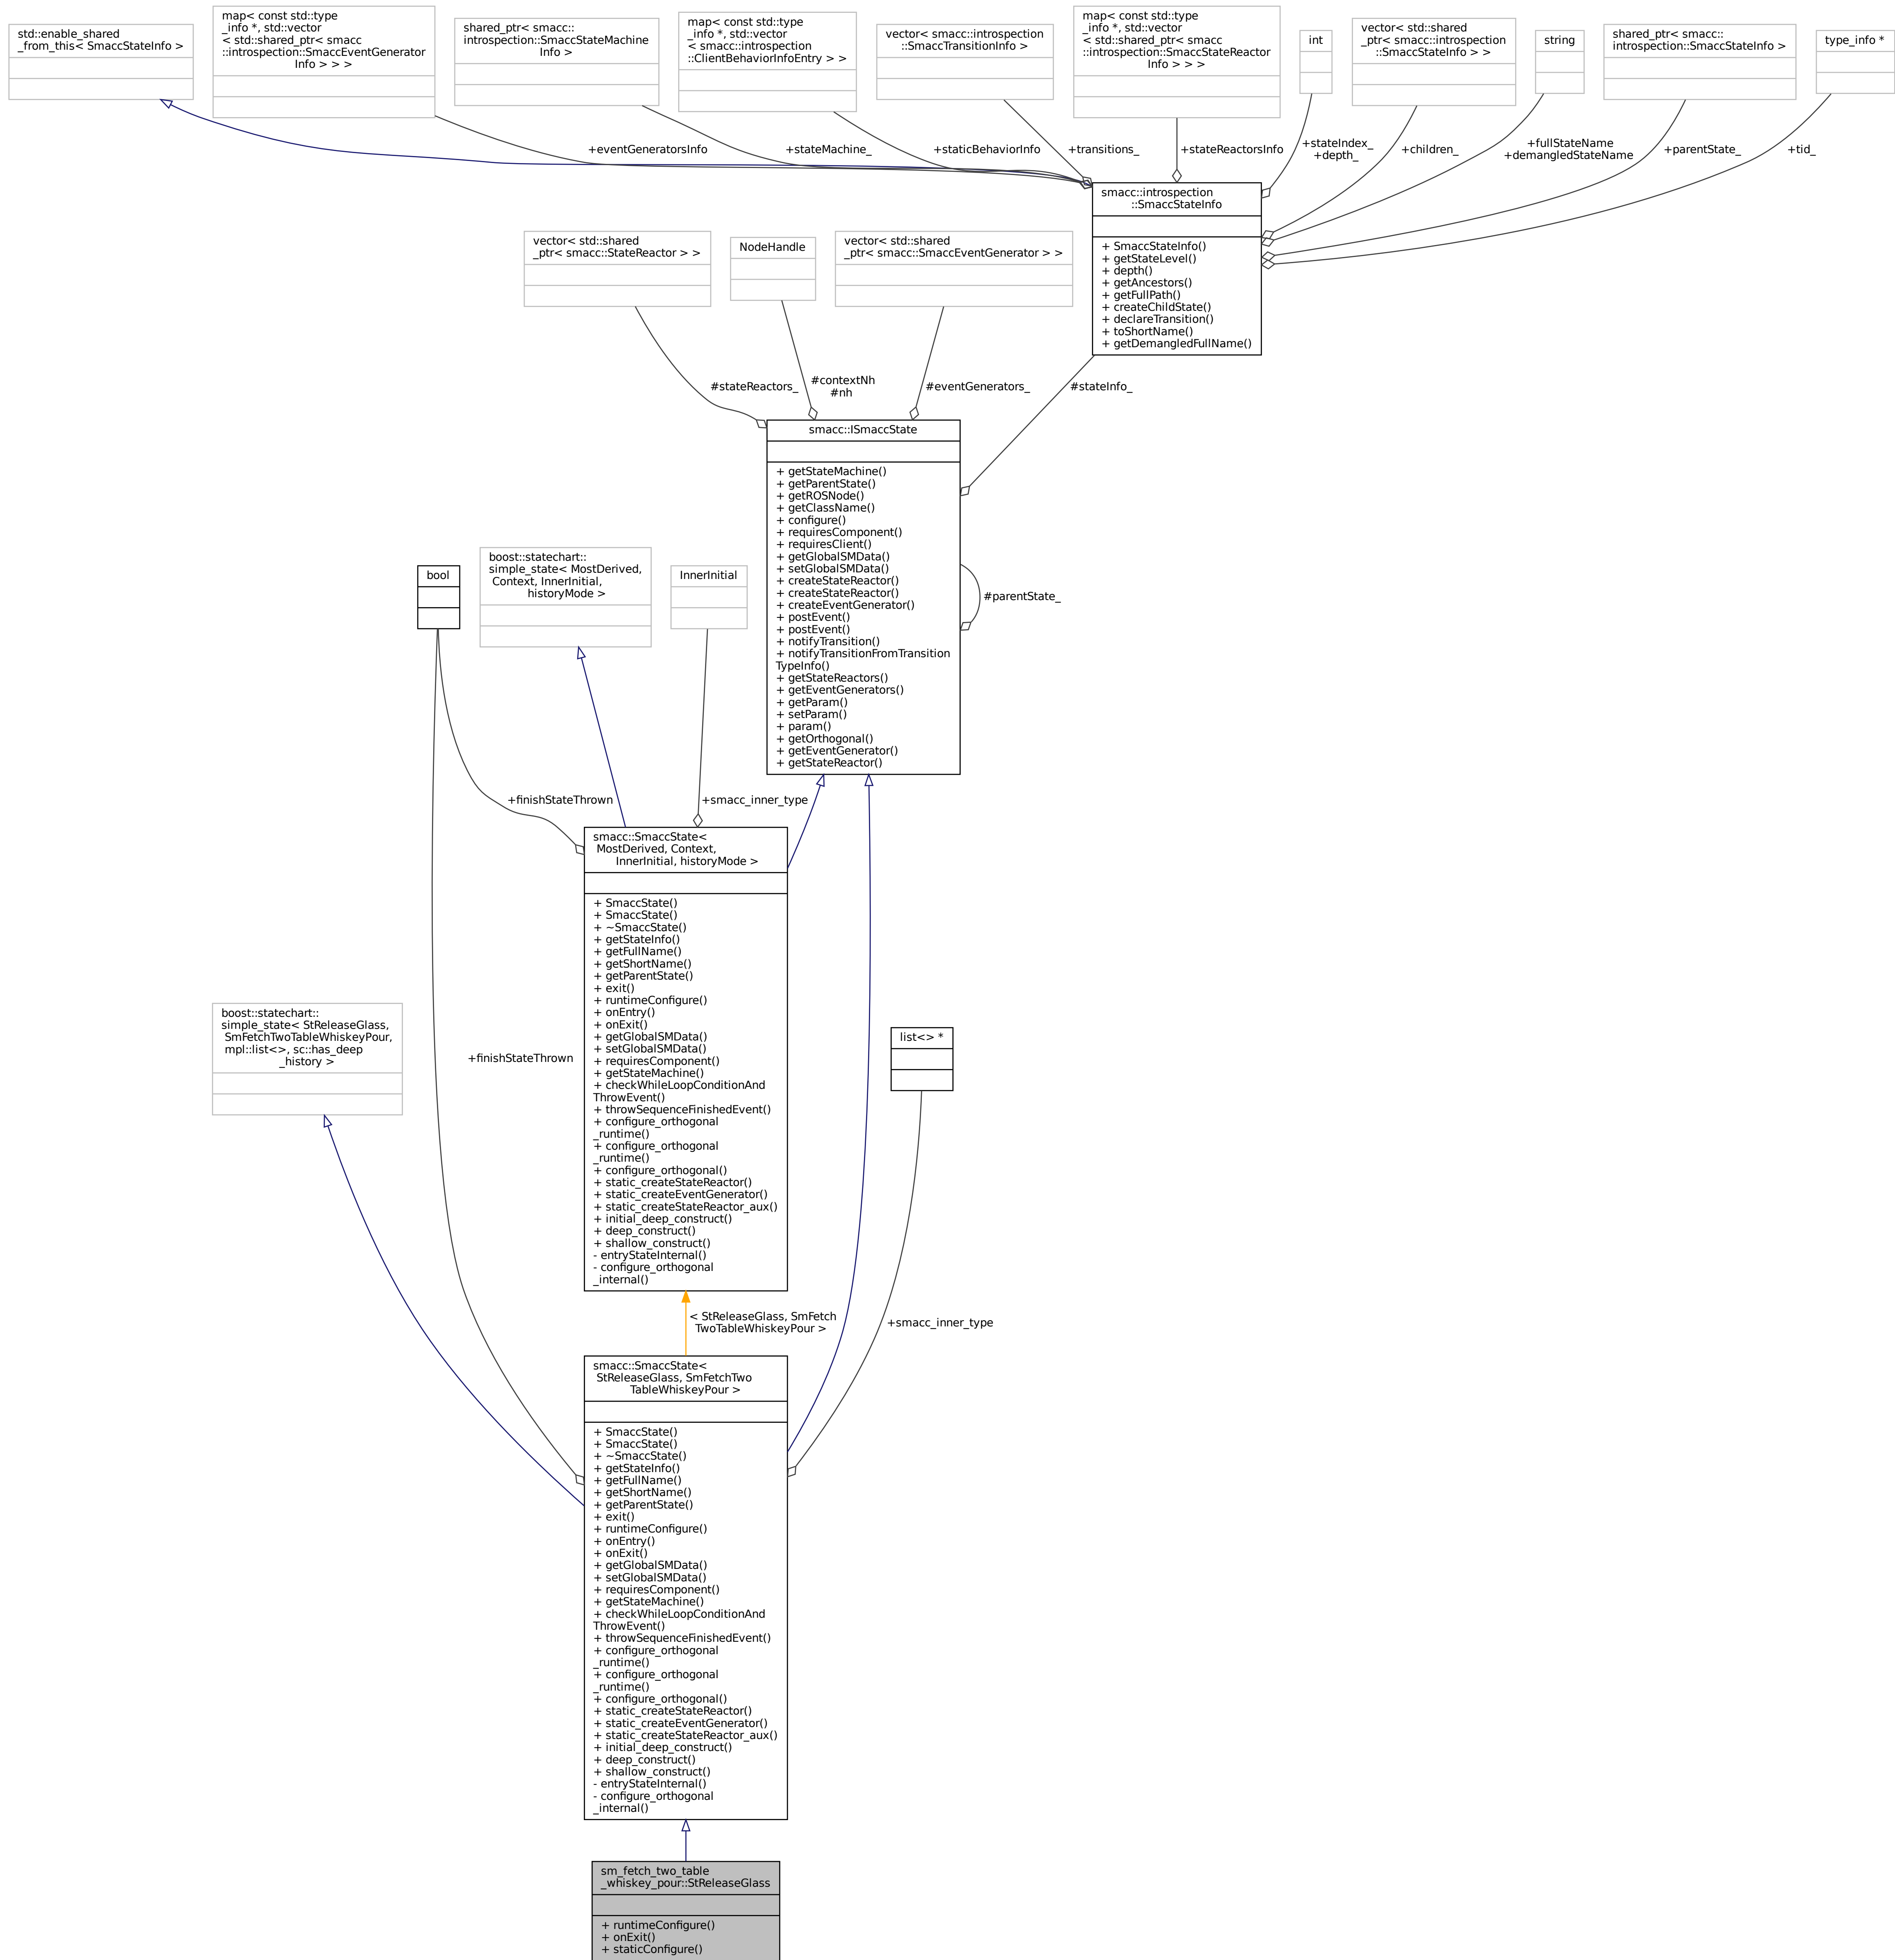 std::enable_shared
_from_this< SmaccStateInfo >
map< const std::type
_info *, std::vector
< std::shared_ptr< smacc
::introspection::SmaccEventGenerator
Info > > >
shared_ptr< smacc::
introspection::SmaccStateMachine
Info >
map< const std::type
_info *, std::vector
< smacc::introspection
::ClientBehaviorInfoEntry > >
vector< smacc::introspection
::SmaccTransitionInfo >
map< const std::type
_info *, std::vector
< std::shared_ptr< smacc
::introspection::SmaccStateReactor
Info > > >
int
vector< std::shared
_ptr< smacc::introspection
::SmaccStateInfo > >
string
shared_ptr< smacc::
introspection::SmaccStateInfo >
type_info *
+eventGeneratorsInfo
+stateMachine_
+staticBehaviorInfo
+transitions_
+stateReactorsInfo
+stateIndex_
+depth_
+children_
+fullStateName
+demangledStateName
+parentState_
+tid_
smacc::introspection
::SmaccStateInfo
+ SmaccStateInfo()
+ getStateLevel()
+ depth()
+ getAncestors()
+ getFullPath()
+ createChildState()
+ declareTransition()
+ toShortName()
+ getDemangledFullName()
vector< std::shared
_ptr< smacc::StateReactor > >
NodeHandle
vector< std::shared
_ptr< smacc::SmaccEventGenerator > >
#stateReactors_
#contextNh
#nh
#eventGenerators_
#stateInfo_
smacc::ISmaccState
+ getStateMachine()
+ getParentState()
+ getROSNode()
+ getClassName()
+ configure()
+ requiresComponent()
+ requiresClient()
+ getGlobalSMData()
+ setGlobalSMData()
+ createStateReactor()
+ createStateReactor()
+ createEventGenerator()
+ postEvent()
+ postEvent()
+ notifyTransition()
+ notifyTransitionFromTransition
TypeInfo()
+ getStateReactors()
+ getEventGenerators()
+ getParam()
+ setParam()
+ param()
+ getOrthogonal()
+ getEventGenerator()
+ getStateReactor()
#parentState_
bool
boost::statechart::
simple_state< MostDerived,
Context, InnerInitial,
historyMode >
InnerInitial
+finishStateThrown
+smacc_inner_type
smacc::SmaccState<
MostDerived, Context,
InnerInitial, historyMode >
+ SmaccState()
+ SmaccState()
+ ~SmaccState()
+ getStateInfo()
+ getFullName()
+ getShortName()
+ getParentState()
+ exit()
+ runtimeConfigure()
+ onEntry()
+ onExit()
+ getGlobalSMData()
+ setGlobalSMData()
+ requiresComponent()
+ getStateMachine()
+ checkWhileLoopConditionAnd
ThrowEvent()
+ throwSequenceFinishedEvent()
+ configure_orthogonal
_runtime()
+ configure_orthogonal
_runtime()
+ configure_orthogonal()
+ static_createStateReactor()
+ static_createEventGenerator()
+ static_createStateReactor_aux()
+ initial_deep_construct()
+ deep_construct()
+ shallow_construct()
- entryStateInternal()
- configure_orthogonal
_internal()
boost::statechart::
simple_state< StReleaseGlass,
SmFetchTwoTableWhiskeyPour,
mpl::list<>, sc::has_deep
_history >
+finishStateThrown
list<> *
< StReleaseGlass, SmFetch
TwoTableWhiskeyPour >
+smacc_inner_type
smacc::SmaccState<
StReleaseGlass, SmFetchTwo
TableWhiskeyPour >
+ SmaccState()
+ SmaccState()
+ ~SmaccState()
+ getStateInfo()
+ getFullName()
+ getShortName()
+ getParentState()
+ exit()
+ runtimeConfigure()
+ onEntry()
+ onExit()
+ getGlobalSMData()
+ setGlobalSMData()
+ requiresComponent()
+ getStateMachine()
+ checkWhileLoopConditionAnd
ThrowEvent()
+ throwSequenceFinishedEvent()
+ configure_orthogonal
_runtime()
+ configure_orthogonal
_runtime()
+ configure_orthogonal()
+ static_createStateReactor()
+ static_createEventGenerator()
+ static_createStateReactor_aux()
+ initial_deep_construct()
+ deep_construct()
+ shallow_construct()
- entryStateInternal()
- configure_orthogonal
_internal()
sm_fetch_two_table
_whiskey_pour::StReleaseGlass
+ runtimeConfigure()
+ onExit()
+ staticConfigure()